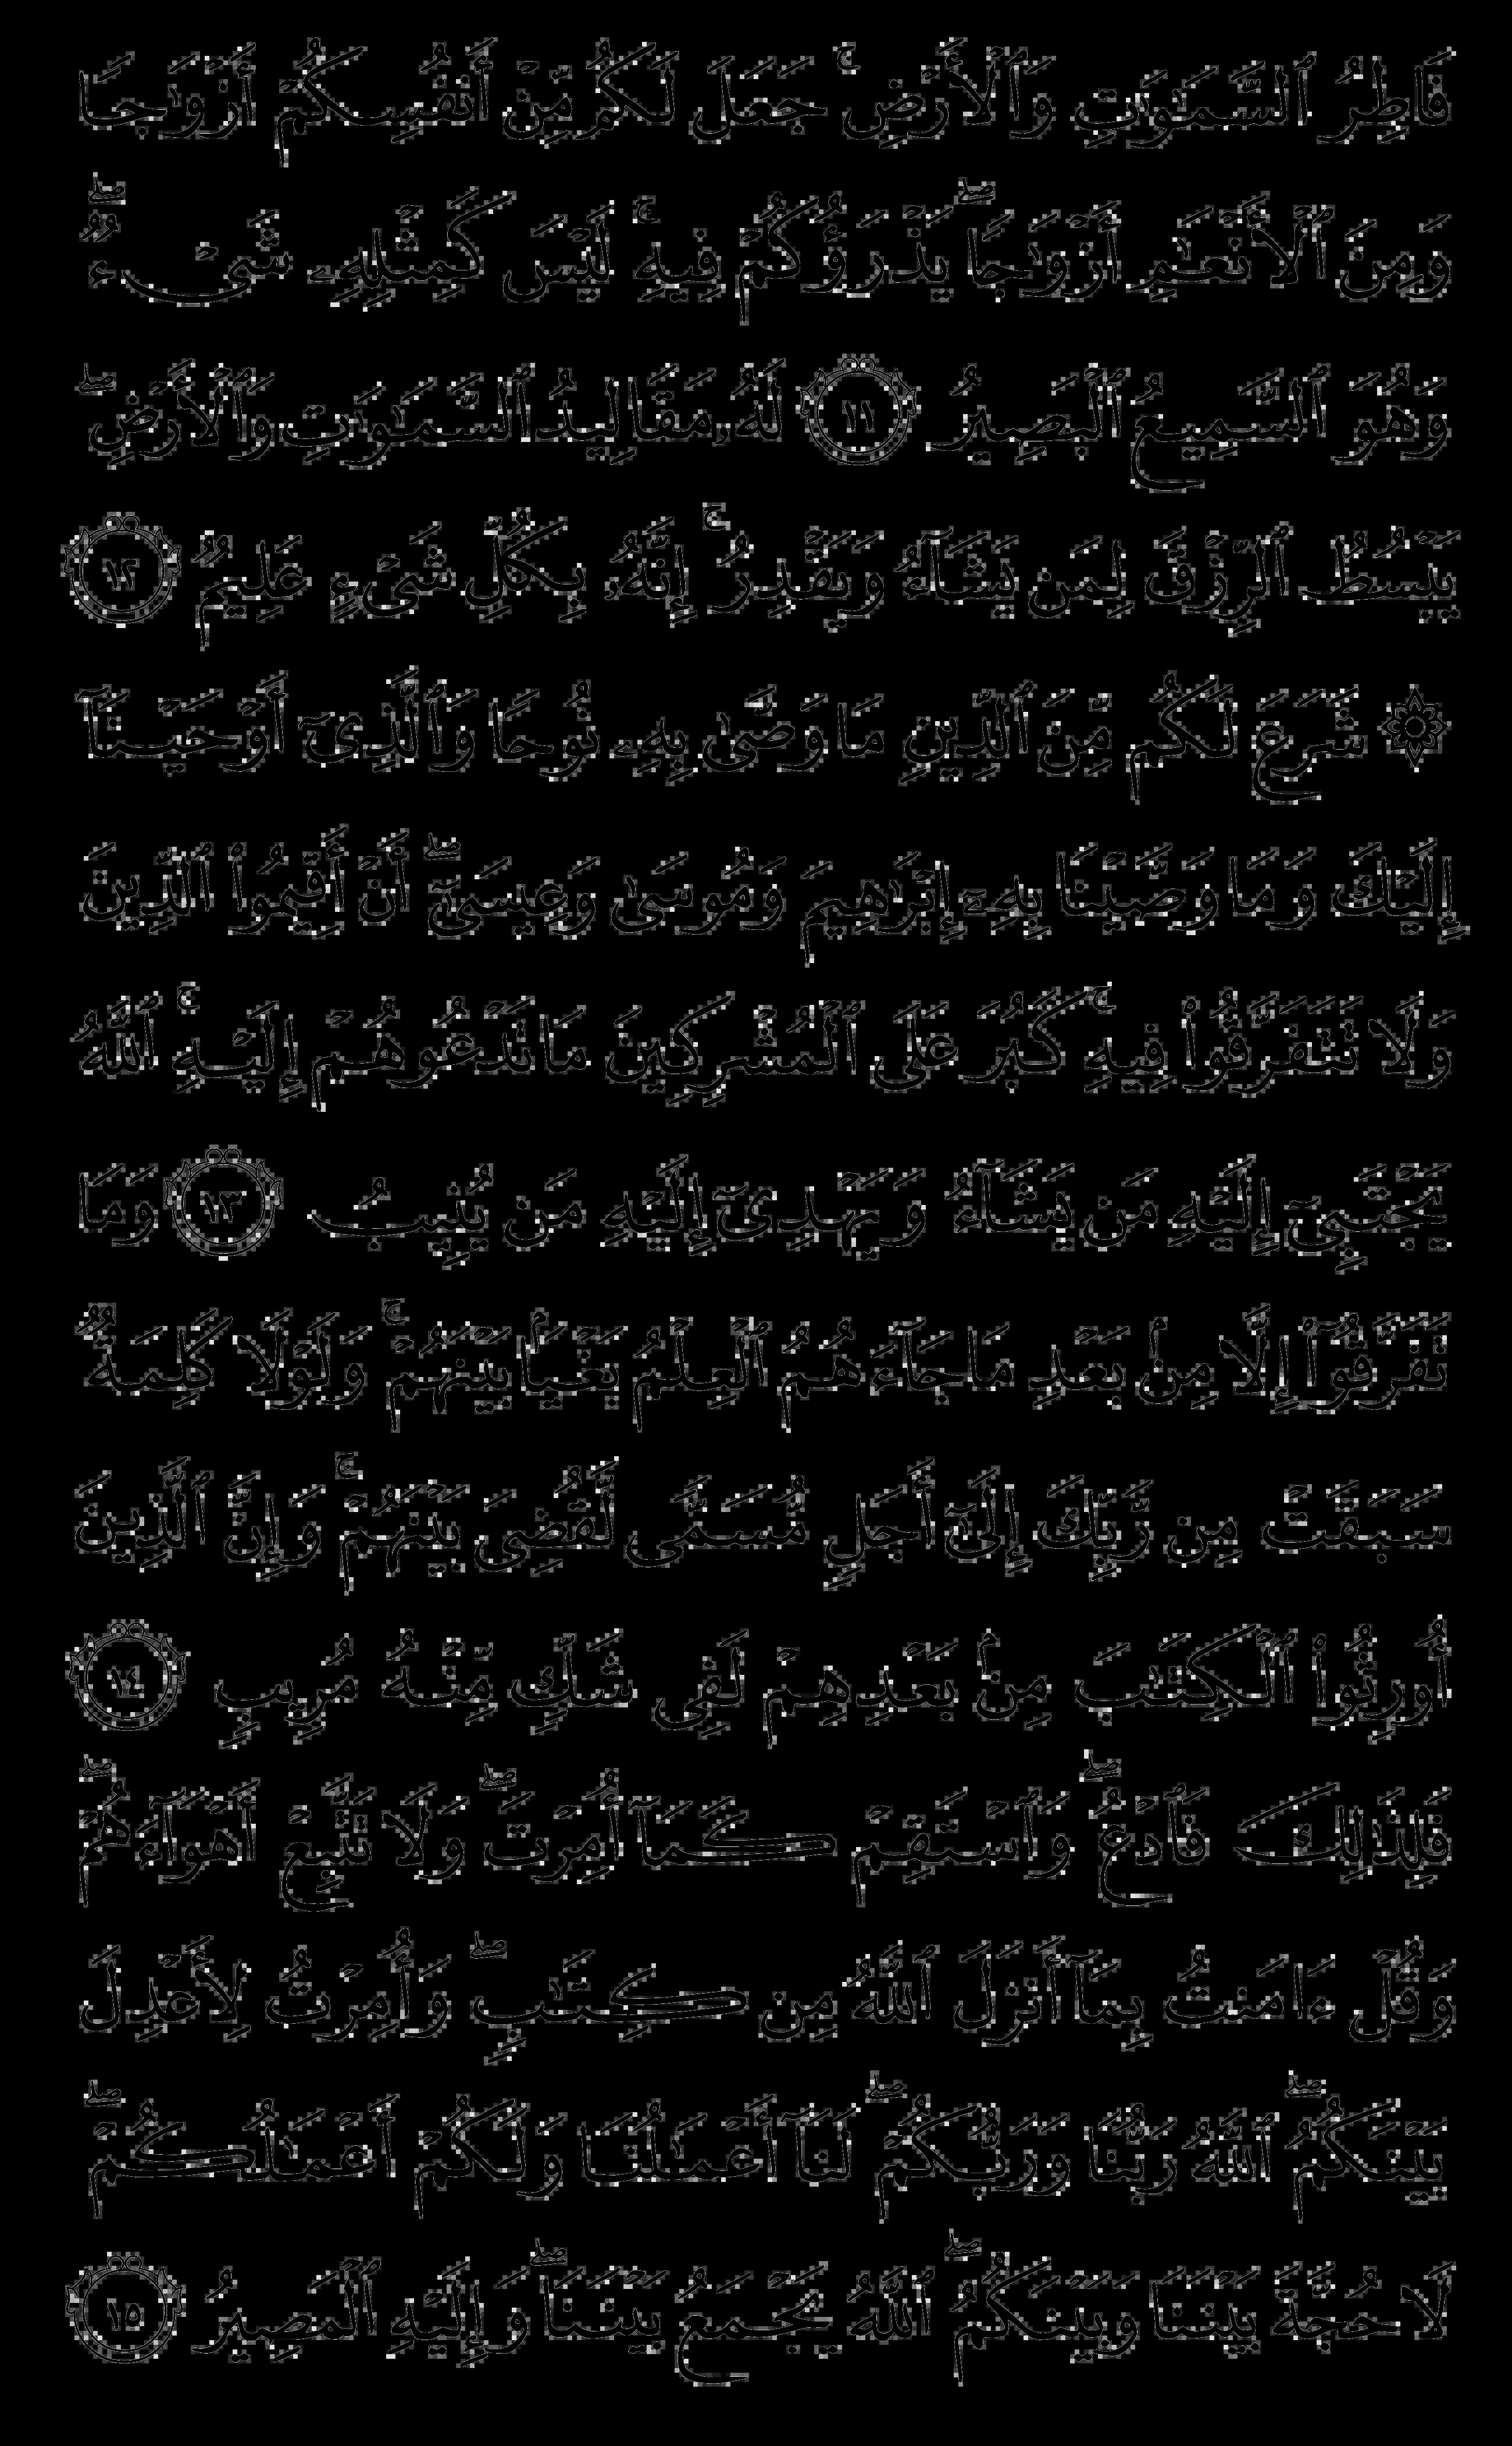 فَاطِرُ ٱلسَّمَـٰوَٰتِ وَٱلْأَرْضِ ۚ جَعَلَ لَكُم مِّنْ أَنفُسِكُمْ أَزْوَٰجًا
وَمِنَ ٱلْأَنْعَـٰمِ أَزْوَٰجًا ۖ يَذْرَؤُكُمْ فِيهِ ۚ لَيْسَ كَمِثْلِهِۦ شَىْءٌ ۖ
وَهُوَ ٱلسَّمِيعُ ٱلْبَصِيرُ ١١ لَهُۥ مَقَالِيدُ ٱلسَّمَـٰوَٰتِ وَٱلْأَرْضِ ۖ
يَبْسُطُ ٱلرِّزْقَ لِمَن يَشَآءُ وَيَقْدِرُ ۚ إِنَّهُۥ بِكُلِّ شَىْءٍ عَلِيمٌ ١٢
۞ شَرَعَ لَكُم مِّنَ ٱلدِّينِ مَا وَصَّىٰ بِهِۦ نُوحًا وَٱلَّذِىٓ أَوْحَيْنَآ
إِلَيْكَ وَمَا وَصَّيْنَا بِهِۦٓ إِبْرَٰهِيمَ وَمُوسَىٰ وَعِيسَىٰٓ ۖ أَنْ أَقِيمُوا۟ ٱلدِّينَ
وَلَا تَتَفَرَّقُوا۟ فِيهِ ۚ كَبُرَ عَلَى ٱلْمُشْرِكِينَ مَا تَدْعُوهُمْ إِلَيْهِ ۚ ٱللَّهُ
يَجْتَبِىٓ إِلَيْهِ مَن يَشَآءُ وَيَهْدِىٓ إِلَيْهِ مَن يُنِيبُ ١٣ وَمَا
تَفَرَّقُوٓا۟ إِلَّا مِنۢ بَعْدِ مَا جَآءَهُمُ ٱلْعِلْمُ بَغْيًۢا بَيْنَهُمْ ۚ وَلَوْلَا كَلِمَةٌ
سَبَقَتْ مِن رَّبِّكَ إِلَىٰٓ أَجَلٍ مُّسَمًّى لَّقُضِىَ بَيْنَهُمْ ۚ وَإِنَّ ٱلَّذِينَ
أُورِثُوا۟ ٱلْكِتَـٰبَ مِنۢ بَعْدِهِمْ لَفِى شَكٍّ مِّنْهُ مُرِيبٍ ١٤
فَلِذَٰلِكَ فَٱدْعُ ۖ وَٱسْتَقِمْ كَمَآ أُمِرْتَ ۖ وَلَا تَتَّبِعْ أَهْوَآءَهُمْ ۖ
وَقُلْ ءَامَنتُ بِمَآ أَنزَلَ ٱللَّهُ مِن كِتَـٰبٍ ۖ وَأُمِرْتُ لِأَعْدِلَ
بَيْنَكُمُ ۖ ٱللَّهُ رَبُّنَا وَرَبُّكُمْ ۖ لَنَآ أَعْمَـٰلُنَا وَلَكُمْ أَعْمَـٰلُكُمْ ۖ
لَا حُجَّةَ بَيْنَنَا وَبَيْنَكُمُ ۖ ٱللَّهُ يَجْمَعُ بَيْنَنَا ۖ وَإِلَيْهِ ٱلْمَصِيرُ ١٥